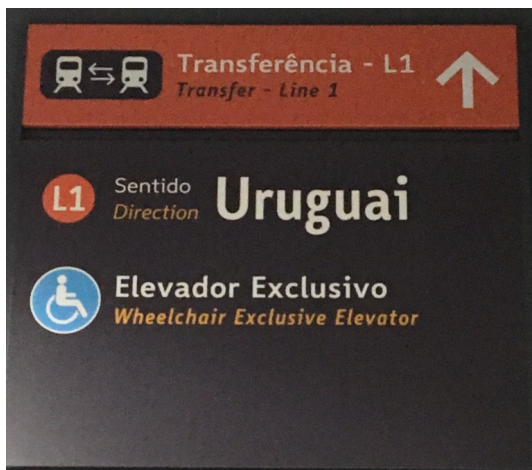 Transferência - L1
Transfer - Line 1
L1 Sentido Uruguai
Direction
Elevador Exclusivo
Wheelchair Exclusive Elevator